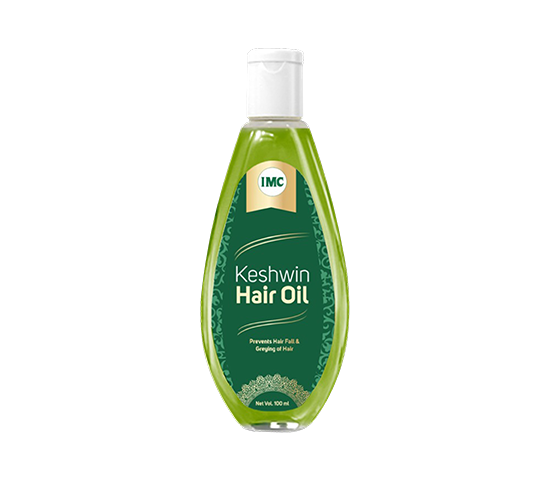 IMC
Keshwin
Hair Oil
Prevents Hair Fall &
Greying of Hair
Net Vol. 100 ml